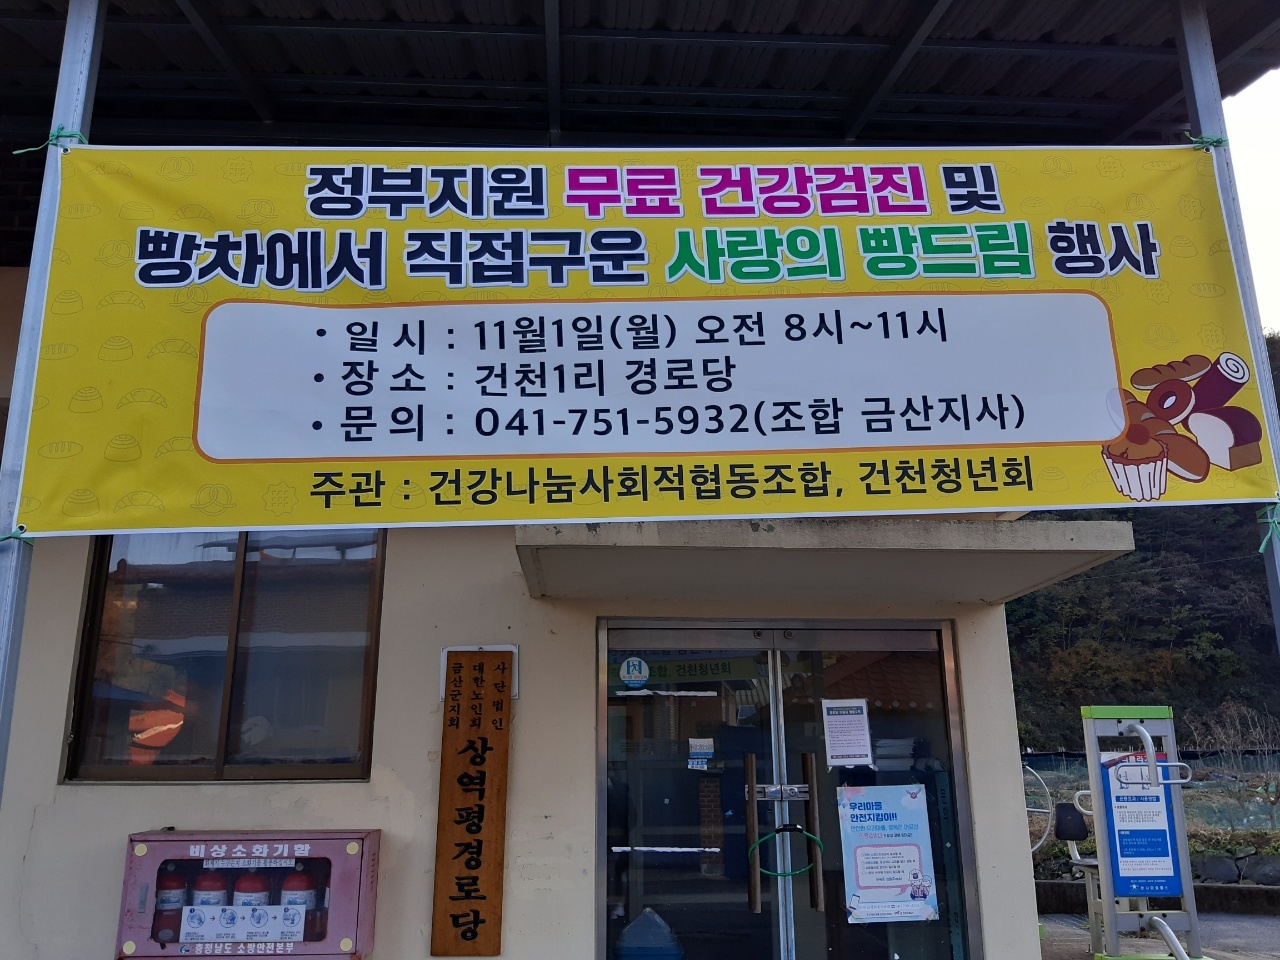 정부지원 무료 건강검진 및
빵차에서 직접구운 사랑의 빵드림 행사
• 일 시 : 11월1일(월) 오전 8시~11시
• 장 소 : 건천1리 경로당
• 문 의 : 041-751-5932(조합 금산지사)
주관 : 건강나눔사회적협동조합, 건천청년회
사단법인
대한노인회
금산군지회
상역평경로당
비상소화기함
충청남도 소방안전본부
건천청년회
우리마을
안전지킴이!!